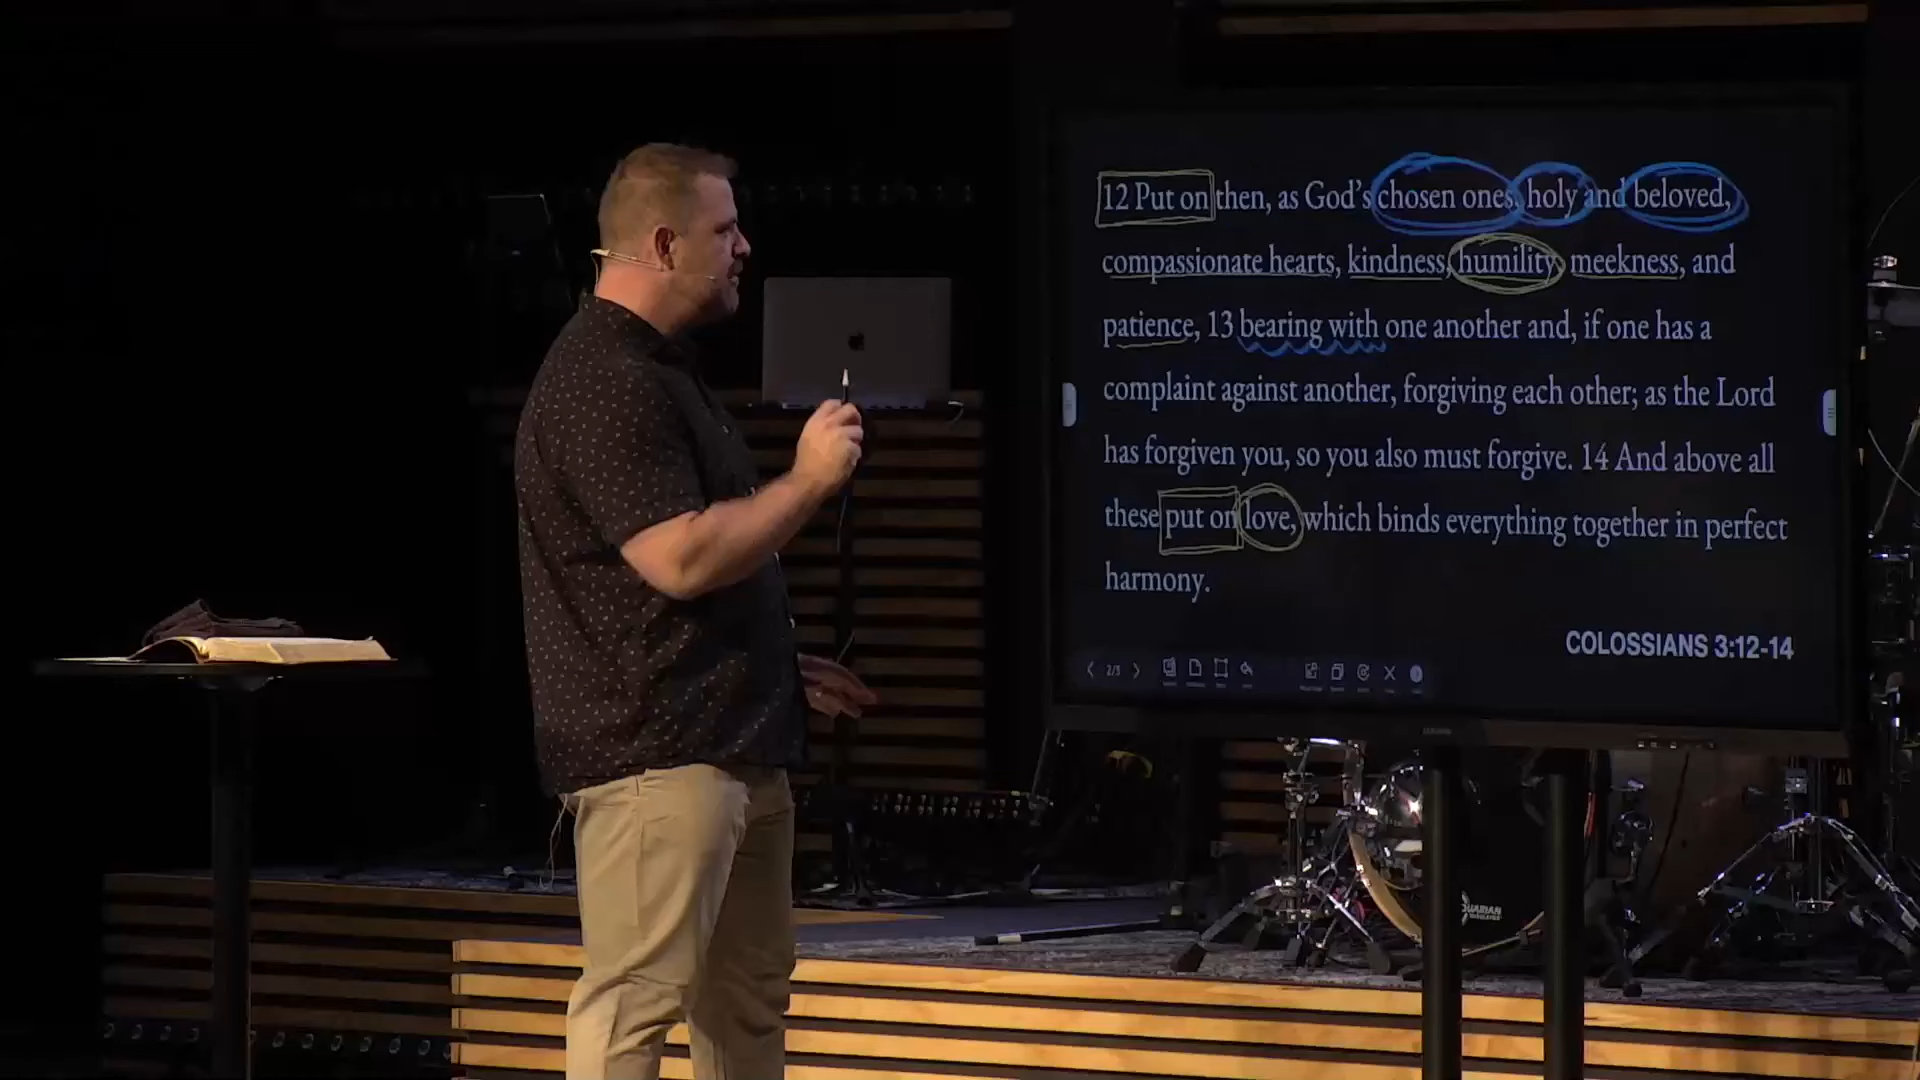 12 Put on then, as God's chosen ones, holy and beloved,
compassionate hearts, kindness, humility, meekness, and
patience, 13 bearing with one another and, if one has a
complaint against another, forgiving each other; as the Lord
has forgiven you, so you also must forgive. 14 And above all
these put on love, which binds everything together in perfect
harmony.
COLOSSIANS 3:12-14
2/3